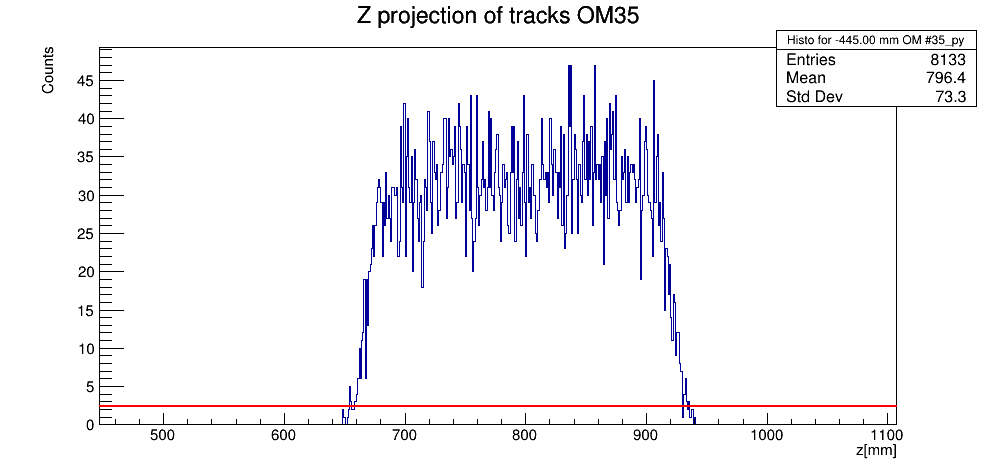 Z projection of tracks OM35
Histo for -445.00 mm OM #35_py
Entries 8133
Mean 796.4
Std Dev 73.3
Counts
45
40
35
30
25
20
15
10
5
0
500 600 700 800 900 1000 1100
z[mm]